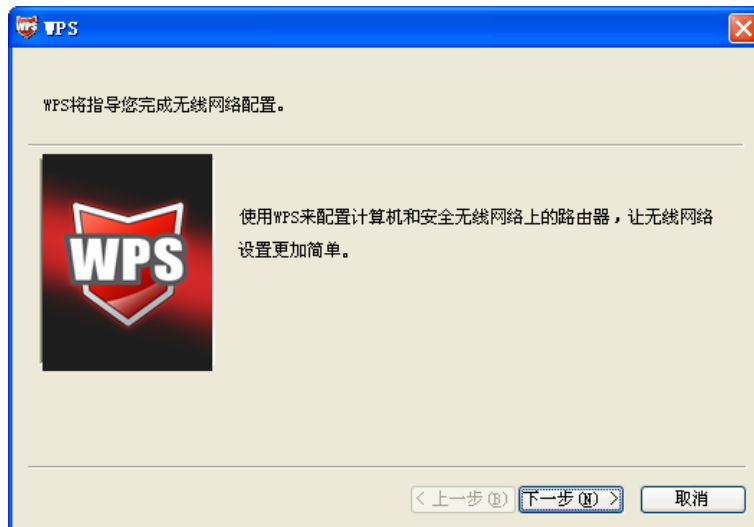 WPS
WPS将指导您完成无线网络配置。
WPS
使用WPS来配置计算机和安全无线网络上的路由器，让无线网络
设置更加简单。
< 上一步(B) 下一步(N) > 取消